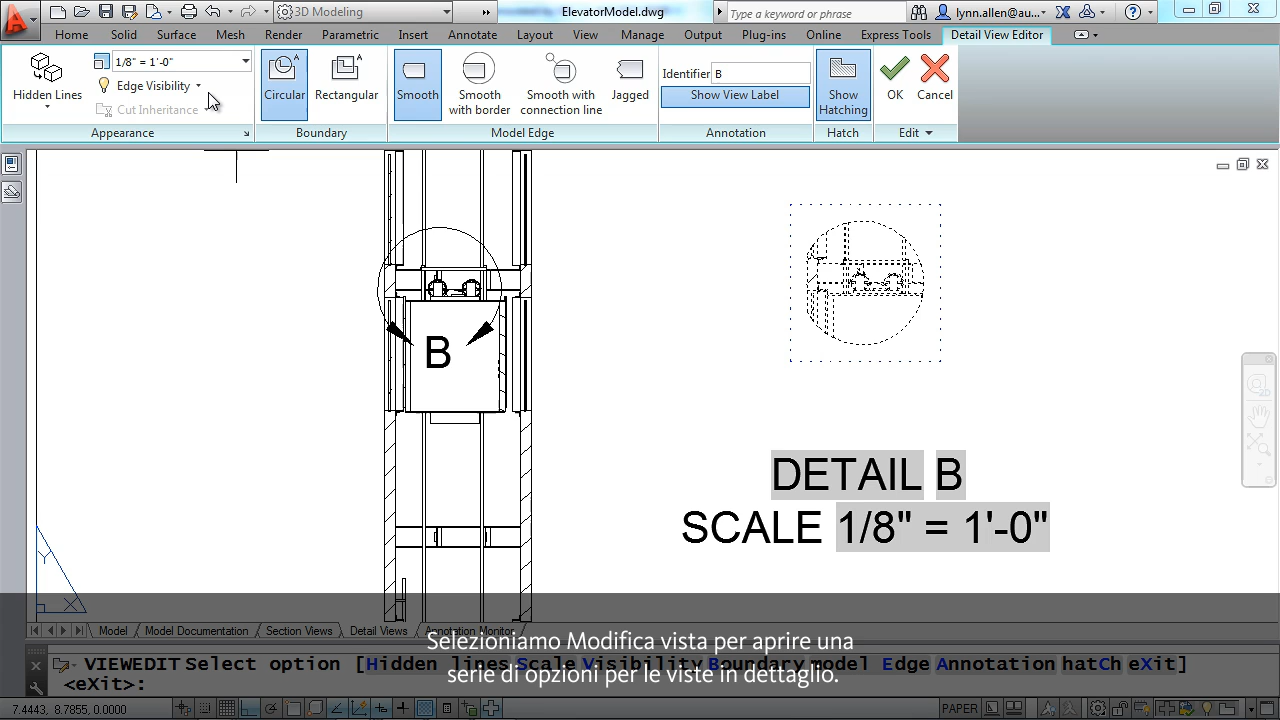 3D Modeling
ElevatorModel.dwg
Type a keyword or phrase
lynn.allen@au...
Home Solid Surface Mesh Render Parametric Insert Annotate Layout View Manage Output Plug-ins Online Express Tools Detail View Editor
Hidden Lines
1/8" = 1'-0"
Edge Visibility
Cut Inheritance
Appearance
Circular
Rectangular
Boundary
Smooth
Smooth with border
Smooth with connection line
Jagged
Model Edge
Identifier B
Show View Label
Annotation
Show Hatching
Hatch
OK
Cancel
Edit
B
DETAIL B
SCALE 1/8" = 1'-0"
Y
X
Model Model Documentation Section Views Detail Views Annotation Monitor
VIEWEDIT Select option [Hidden lines Scale Visibility Boundary model Edge Annotation hatCh eXit]
<eXit>:
Selezioniamo Modifica vista per aprire una
serie di opzioni per le viste in dettaglio.
7.4443, 8.7855, 0.0000
PAPER